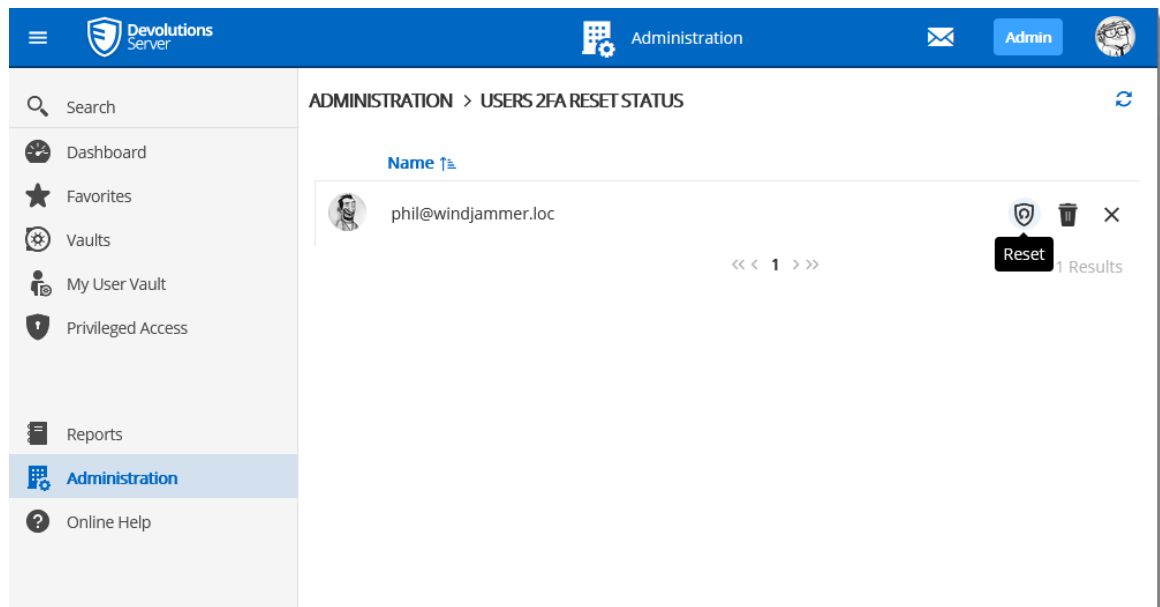 Devolutions
Server
Administration
Admin
Search
Dashboard
Favorites
Vaults
My User Vault
Privileged Access
Reports
Administration
Online Help
ADMINISTRATION > USERS 2FA RESET STATUS
Name
phil@windjammer.loc
Reset
« < 1 > »
1 Results